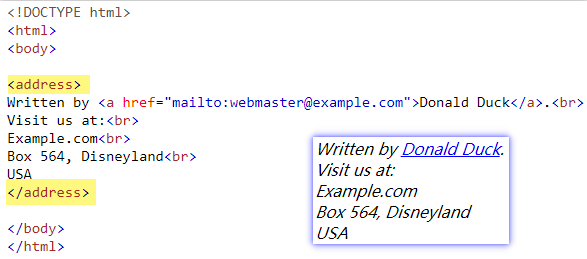 <!DOCTYPE html>
<html>
<body>
<address>
Written by <a href="mailto:webmaster@example.com">Donald Duck</a>.<br>
Visit us at:<br>
Example.com<br>
Box 564, Disneyland<br>
USA
</address>
</body>
</html>
Written by Donald Duck.
Visit us at:
Example.com
Box 564, Disneyland
USA